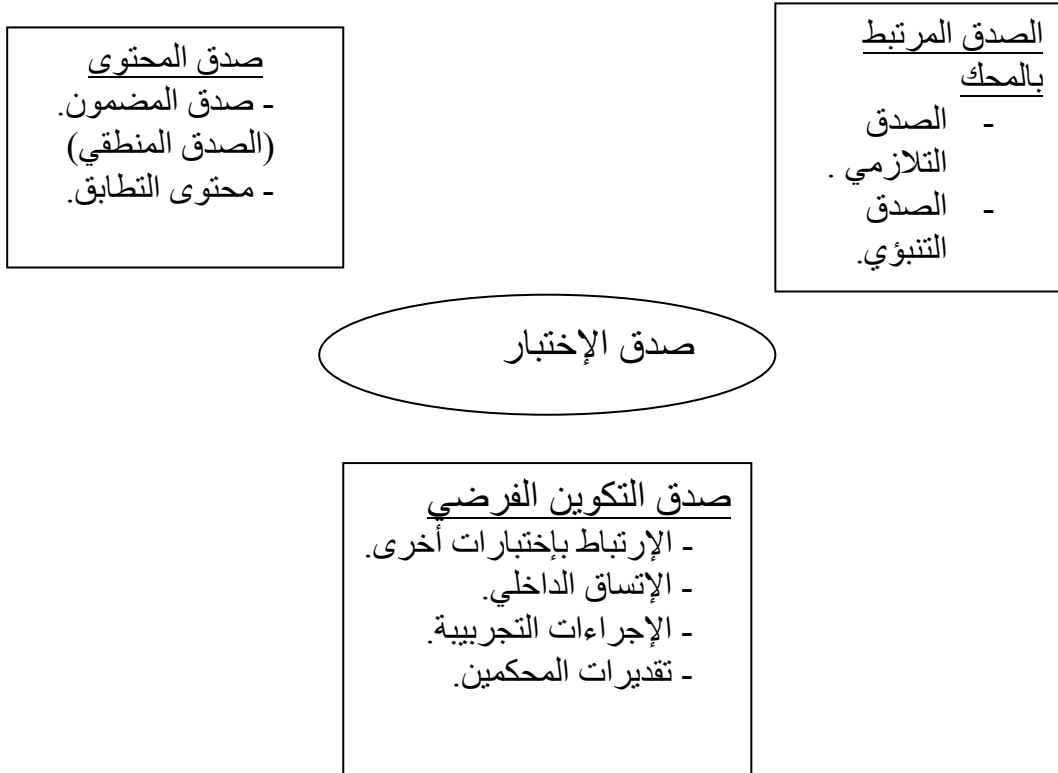 الصدق المرتبط
بالمحك
- الصدق
التلازمي .
- الصدق
التنبؤي.
صدق المحتوى
- صدق المضمون.
(الصدق المنطقي)
- محتوى التطابق.
صدق الإختبار
صدق التكوين الفرضي
- الإرتباط بإختبارات أخرى.
- الإتساق الداخلي.
- الإجراءات التجريبية.
- تقديرات المحكمين.